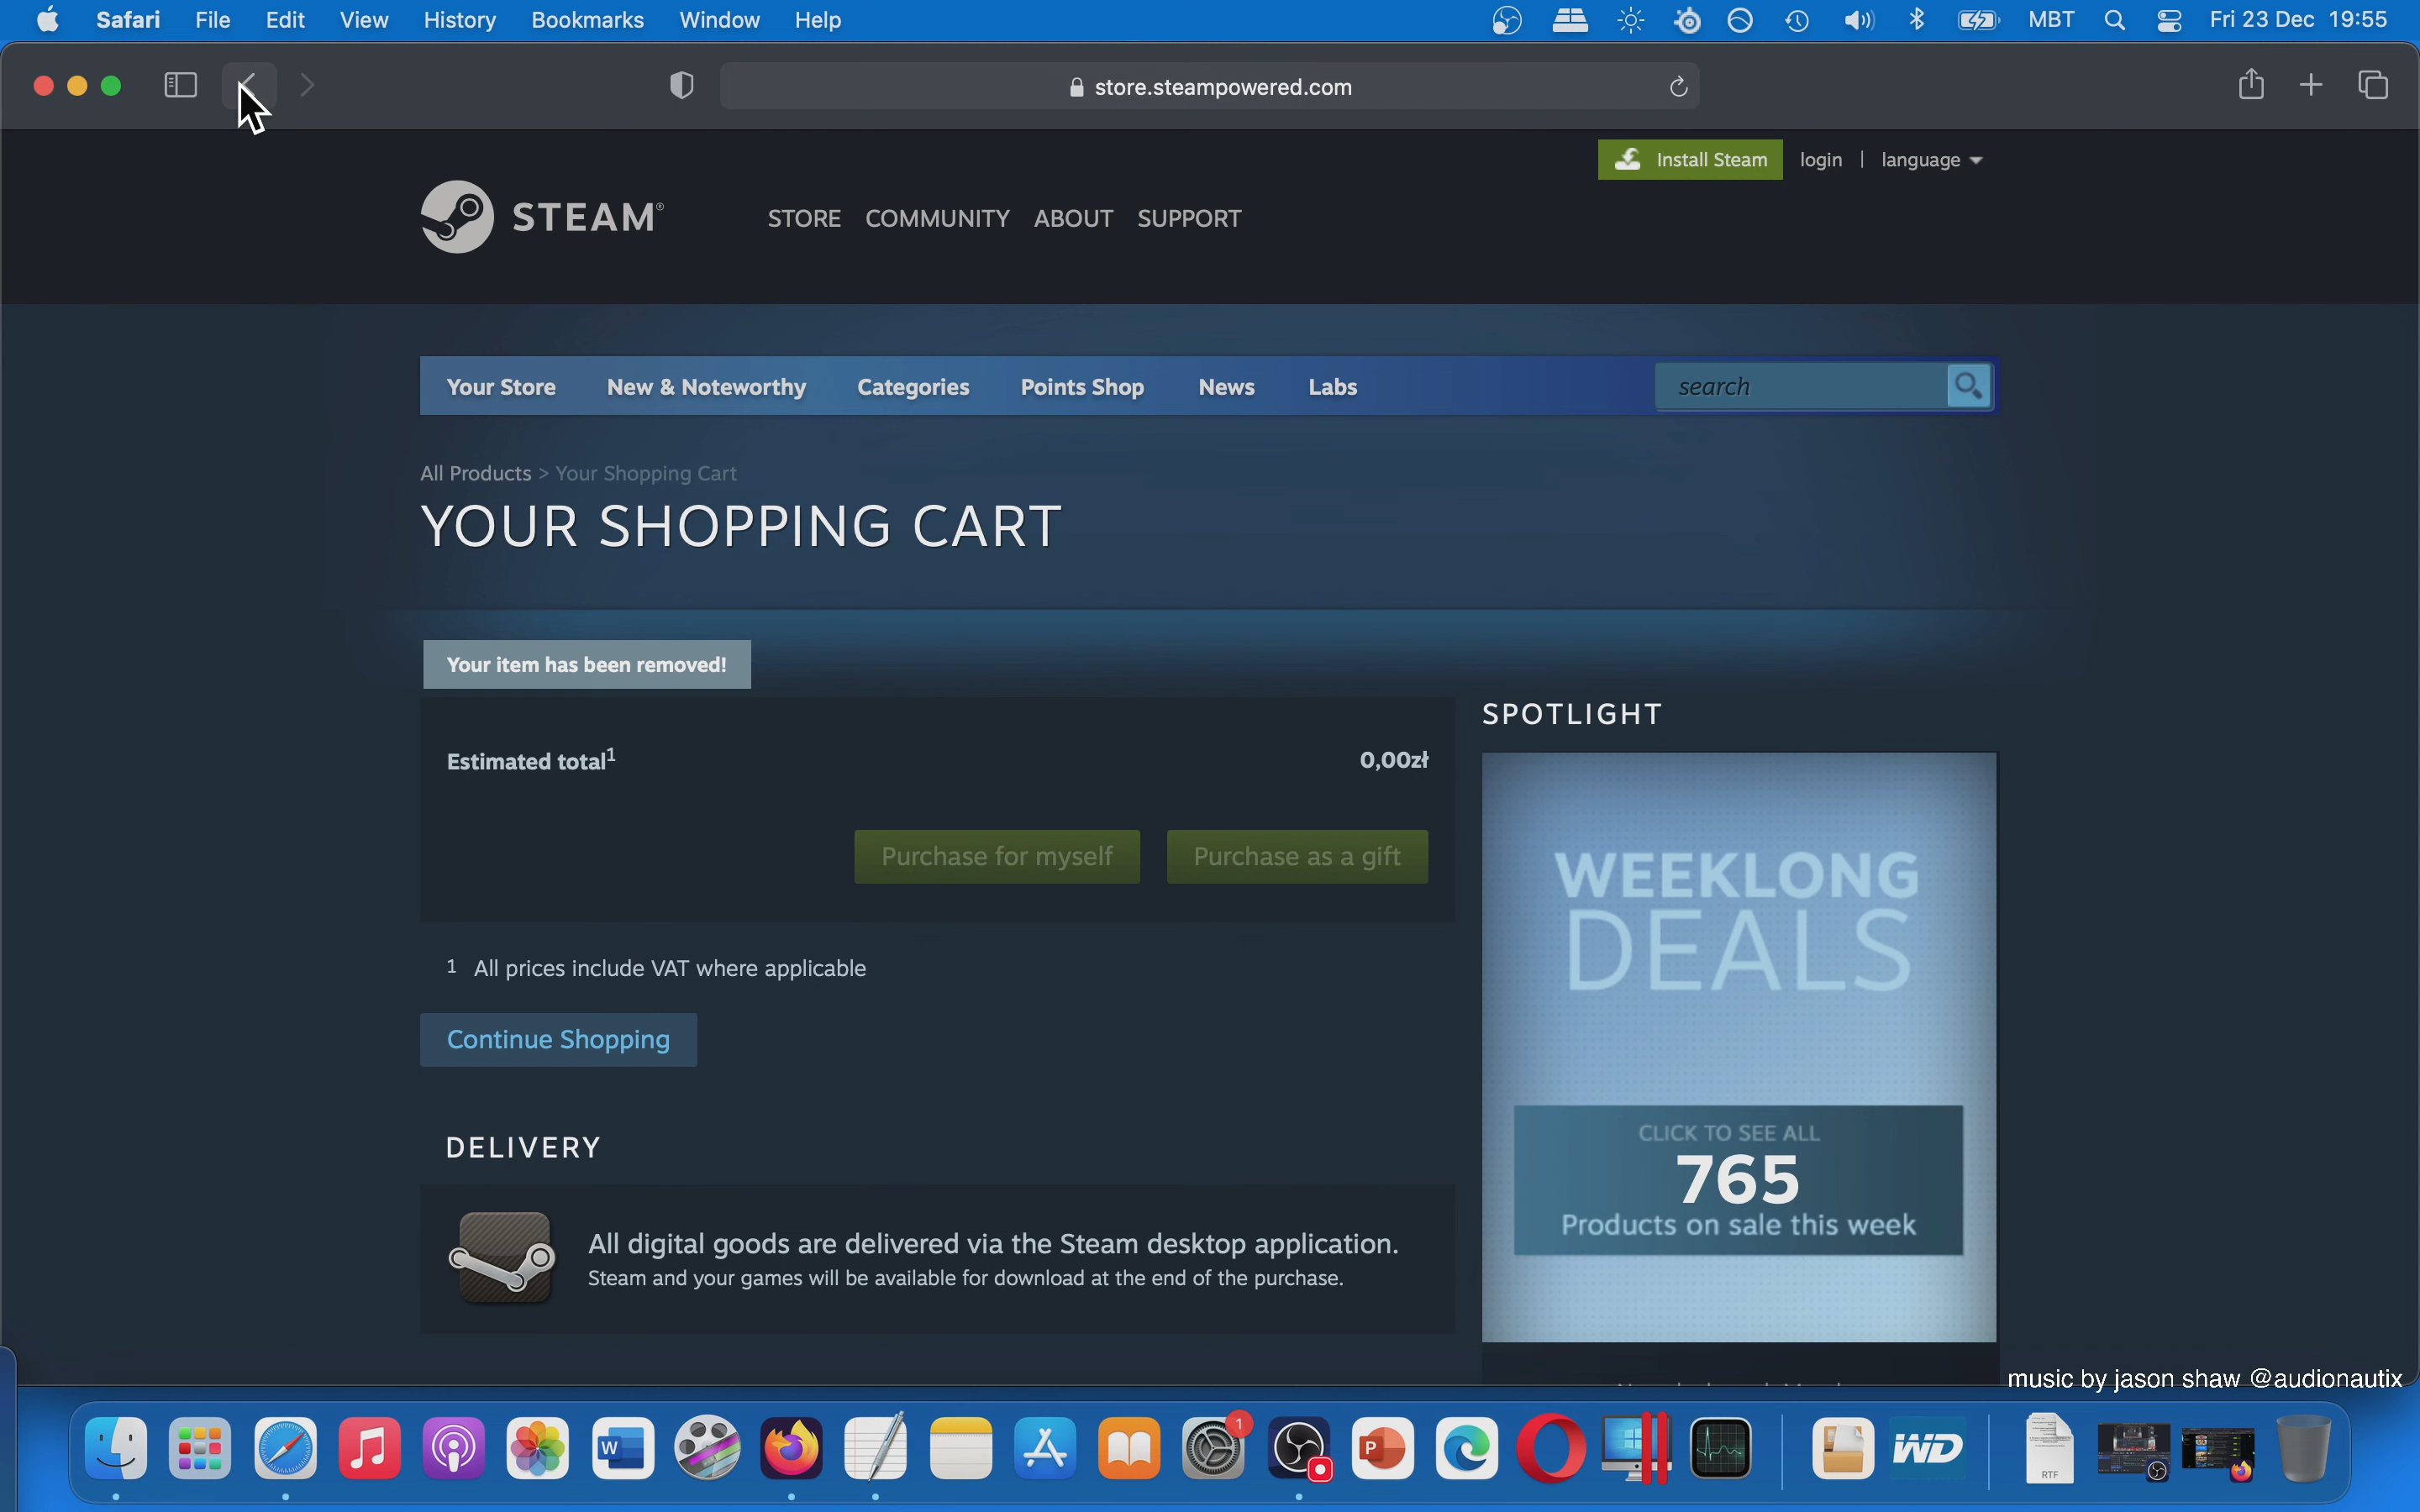 Safari File Edit View History Bookmarks Window Help MBT Fri 23 Dec 19:55
store.steampowered.com
Install Steam login | language
STEAM® STORE COMMUNITY ABOUT SUPPORT
Your Store New & Noteworthy Categories Points Shop News Labs search
All Products > Your Shopping Cart
YOUR SHOPPING CART
Your item has been removed!
Estimated total1 0,00zł
Purchase for myself Purchase as a gift
1 All prices include VAT where applicable
Continue Shopping
SPOTLIGHT
WEEKLONG
DEALS
CLICK TO SEE ALL
765
Products on sale this week
DELIVERY
All digital goods are delivered via the Steam desktop application.
Steam and your games will be available for download at the end of the purchase.
music by jason shaw @audionautix
W
1
P
WD
RTF